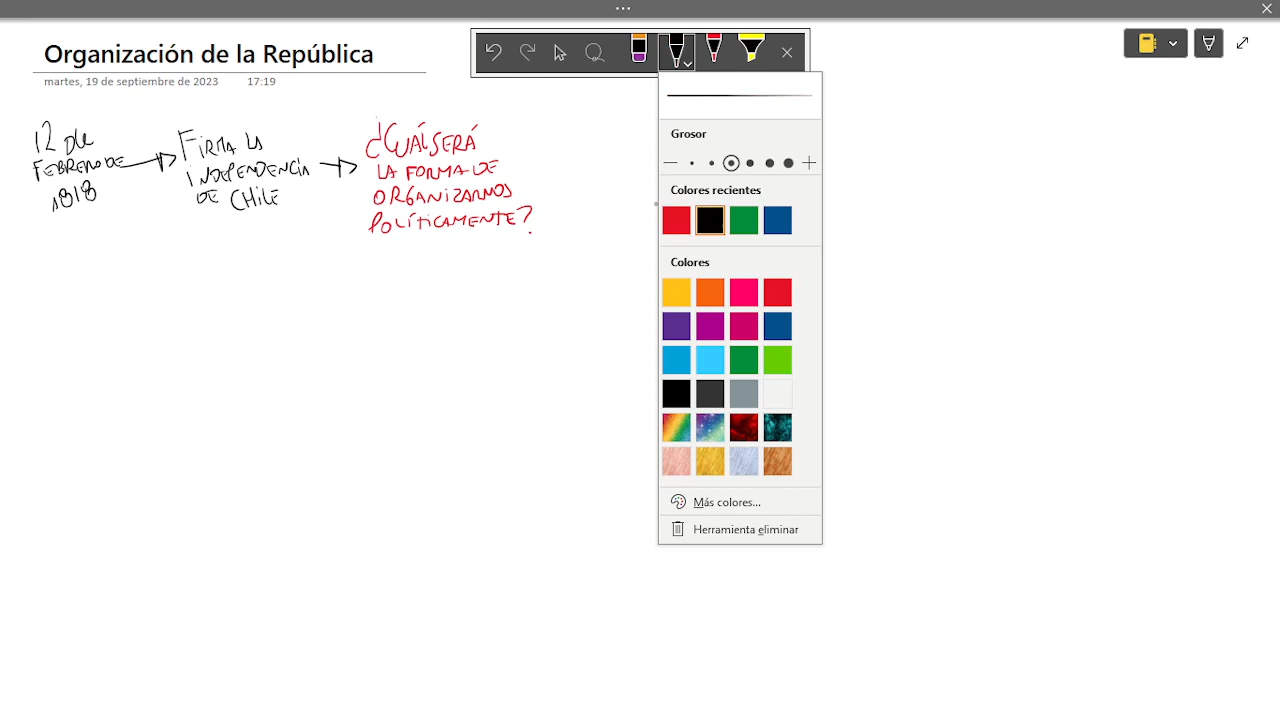 Organización de la República
martes, 19 de septiembre de 2023 17:19
12 de
FEBRERO DE
1818
FIRMA LA
INDEPENDENCIA
DE CHILE
¿CUÁL SERÁ
LA FORMA DE
ORGANIZARNOS
POLÍTICAMENTE?
Grosor
Colores recientes
Colores
Más colores...
Herramienta eliminar